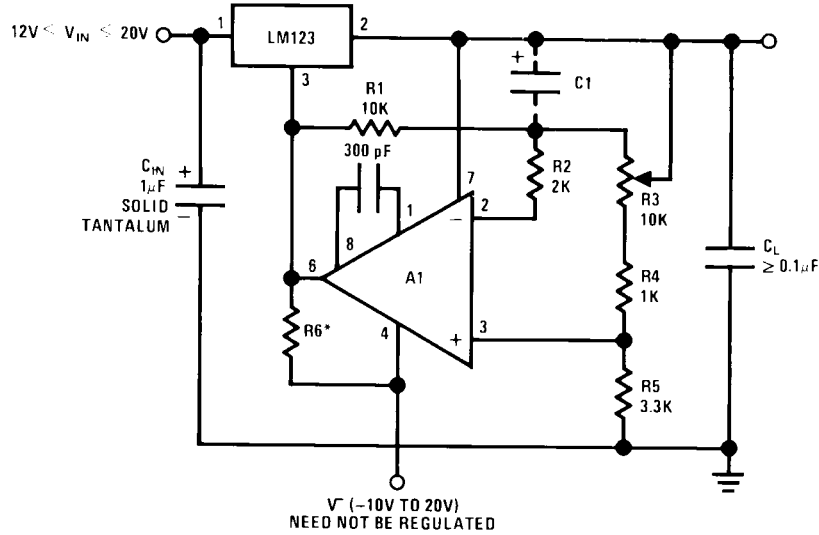 12V < VIN ≤ 20V
1
LM123
2
3
R1
10K
C1
+
300 pF
R2
2K
CIN
1μF
SOLID
TANTALUM
+
−
7
1
2
−
R3
10K
8
6
A1
CL
≥ 0.1μF
R4
1K
R6*
4
+
3
R5
3.3K
V− (−10V TO 20V)
NEED NOT BE REGULATED